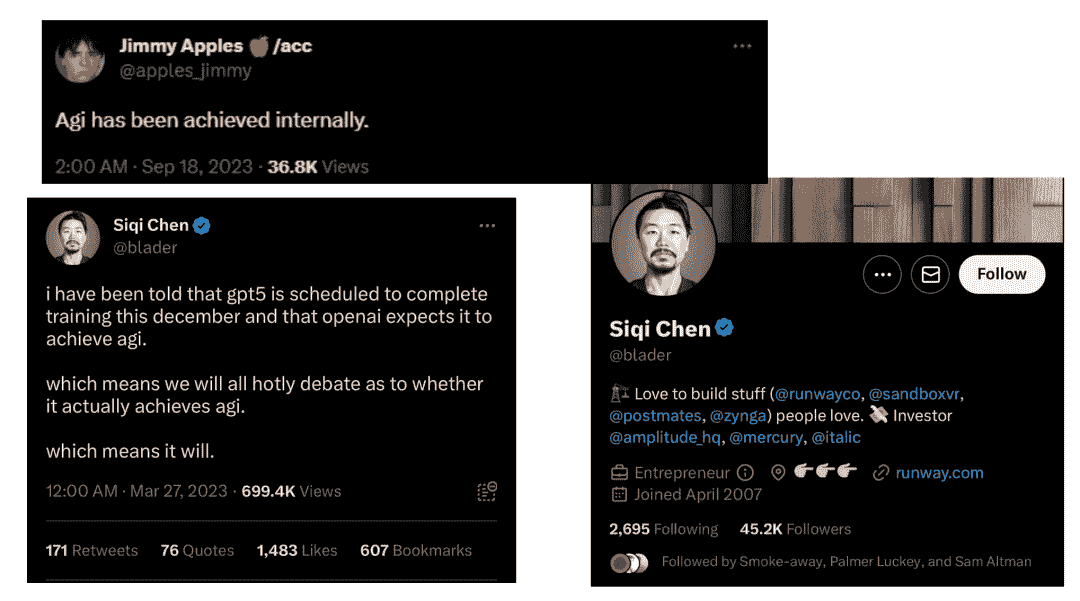 Jimmy Apples 🍎/acc
@apples_jimmy
Agi has been achieved internally.
2:00 AM · Sep 18, 2023 · 36.8K Views
Siqi Chen
@blader
i have been told that gpt5 is scheduled to complete
training this december and that openai expects it to
achieve agi.
which means we will all hotly debate as to whether
it actually achieves agi.
which means it will.
12:00 AM · Mar 27, 2023 · 699.4K Views
171 Retweets 76 Quotes 1,483 Likes 607 Bookmarks
Follow
Siqi Chen
@blader
🏗️ Love to build stuff (@runwayco, @sandboxvr,
@postmates, @zynga) people love. 💸 Investor
@amplitude_hq, @mercury, @italic
Entrepreneur 👉👉👉 runway.com
Joined April 2007
2,695 Following 45.2K Followers
Followed by Smoke-away, Palmer Luckey, and Sam Altman